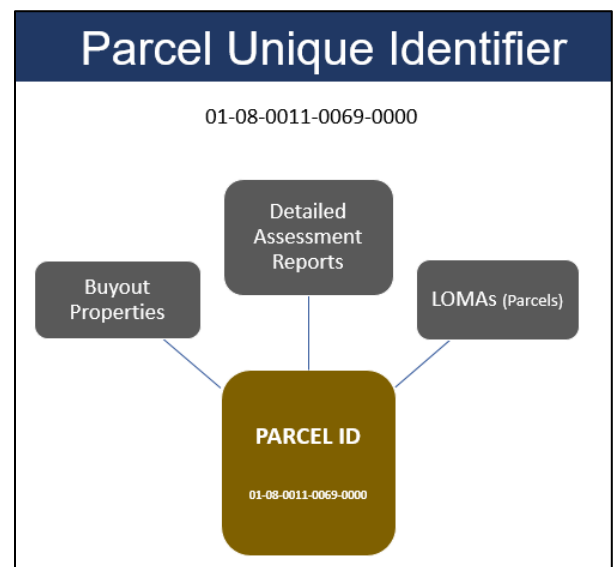 Parcel Unique Identifier
01-08-0011-0069-0000
Detailed
Assessment
Reports
Buyout
Properties
LOMAs (Parcels)
PARCEL ID
01-08-0011-0069-0000